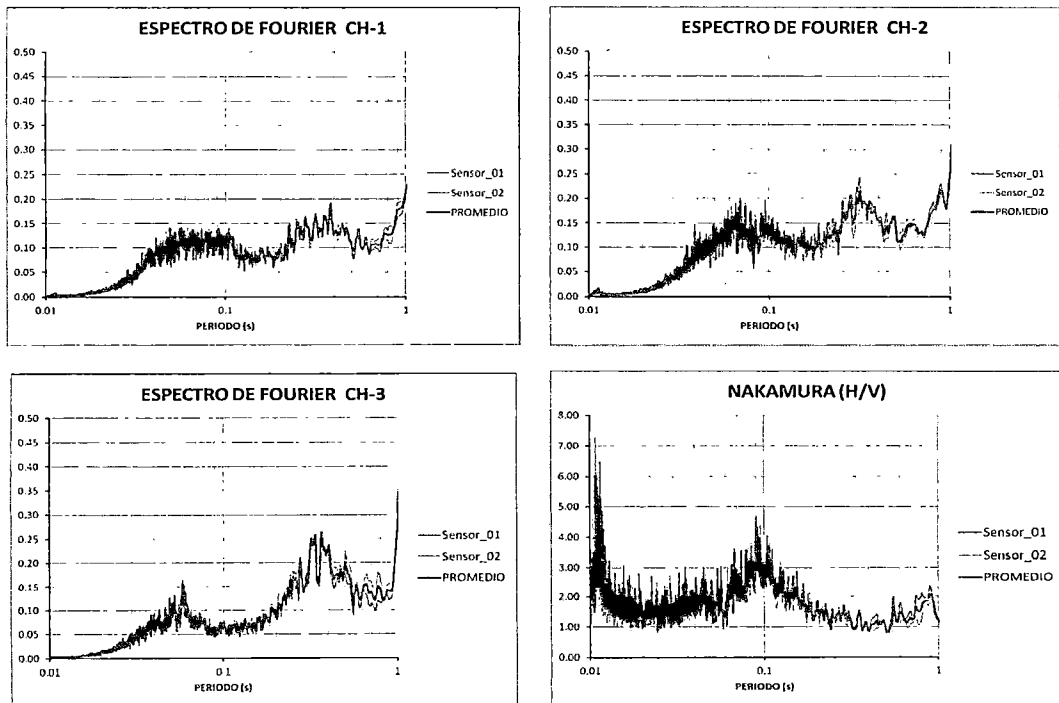 ESPECTRO DE FOURIER CH-1
0.50
0.45
0.40
0.35
0.30
0.25
0.20
0.15
0.10
0.05
0.00
0.01
0.1
1
PERIODO (s)
Sensor_01
Sensor_02
PROMEDIO
ESPECTRO DE FOURIER CH-2
0.50
0.45
0.40
0.35
0.30
0.25
0.20
0.15
0.10
0.05
0.00
0.01
0.1
1
PERIODO (s)
Sensor_01
Sensor_02
PROMEDIO
ESPECTRO DE FOURIER CH-3
0.50
0.45
0.40
0.35
0.30
0.25
0.20
0.15
0.10
0.05
0.00
0.01
0.1
1
PERIODO (s)
Sensor_01
Sensor_02
PROMEDIO
NAKAMURA (H/V)
8.00
7.00
6.00
5.00
4.00
3.00
2.00
1.00
0.00
0.01
0.1
1
PERIODO (s)
Sensor_01
Sensor_02
PROMEDIO